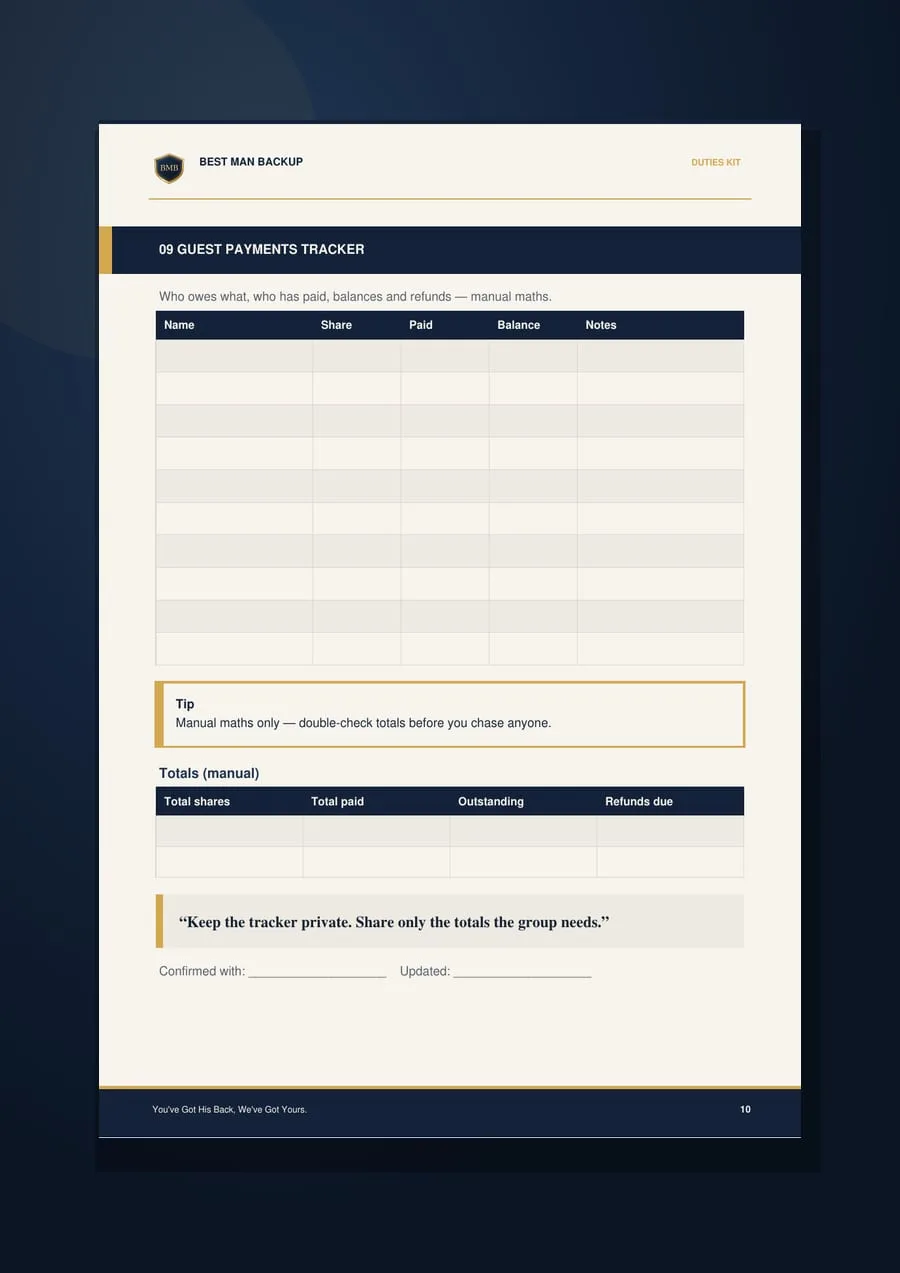 BMB
BEST MAN BACKUP
DUTIES KIT
09 GUEST PAYMENTS TRACKER
Who owes what, who has paid, balances and refunds — manual maths.
Name Share Paid Balance Notes
Tip
Manual maths only — double-check totals before you chase anyone.
Totals (manual)
Total shares Total paid Outstanding Refunds due
“Keep the tracker private. Share only the totals the group needs.”
Confirmed with: ____________________ Updated: ____________________
You've Got His Back, We've Got Yours.
10